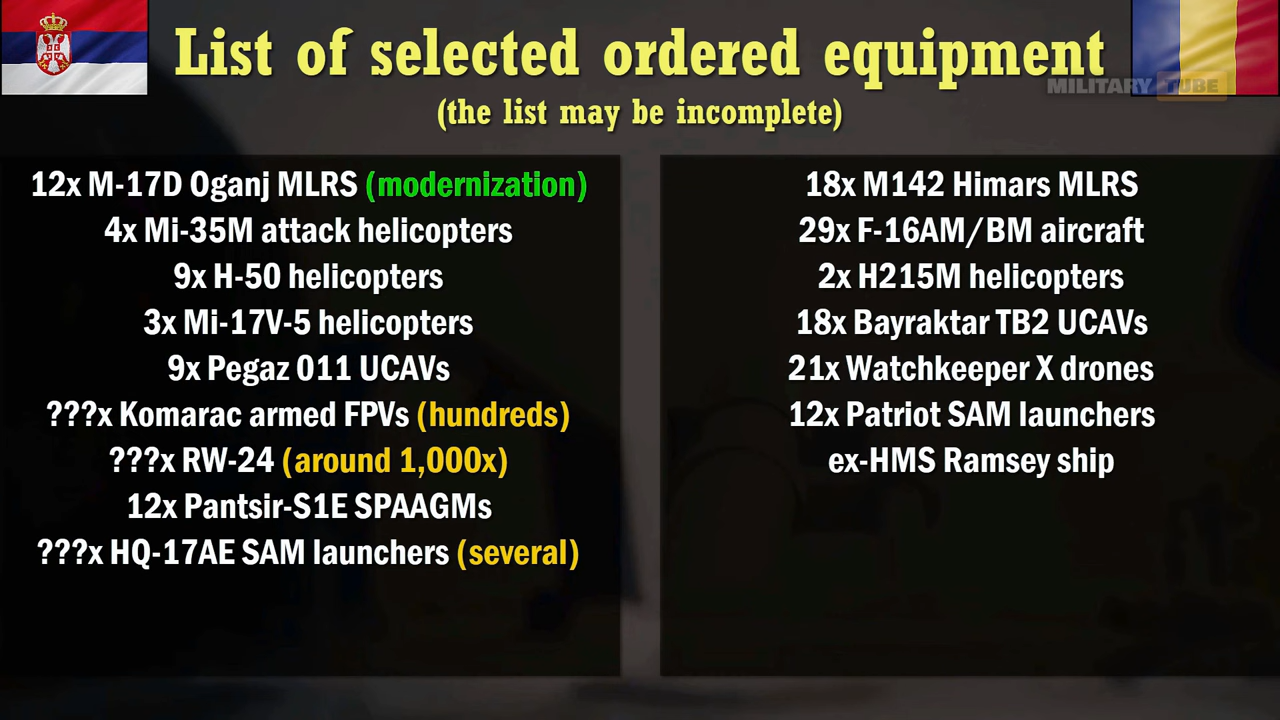 List of selected ordered equipment
MILITARY TUBE
(the list may be incomplete)
12x M-17D Oganj MLRS (modernization)
4x Mi-35M attack helicopters
9x H-50 helicopters
3x Mi-17V-5 helicopters
9x Pegaz 011 UCAVs
???x Komarac armed FPVs (hundreds)
???x RW-24 (around 1,000x)
12x Pantsir-S1E SPAAGMs
???x HQ-17AE SAM launchers (several)
18x M142 Himars MLRS
29x F-16AM/BM aircraft
2x H215M helicopters
18x Bayraktar TB2 UCAVs
21x Watchkeeper X drones
12x Patriot SAM launchers
ex-HMS Ramsey ship